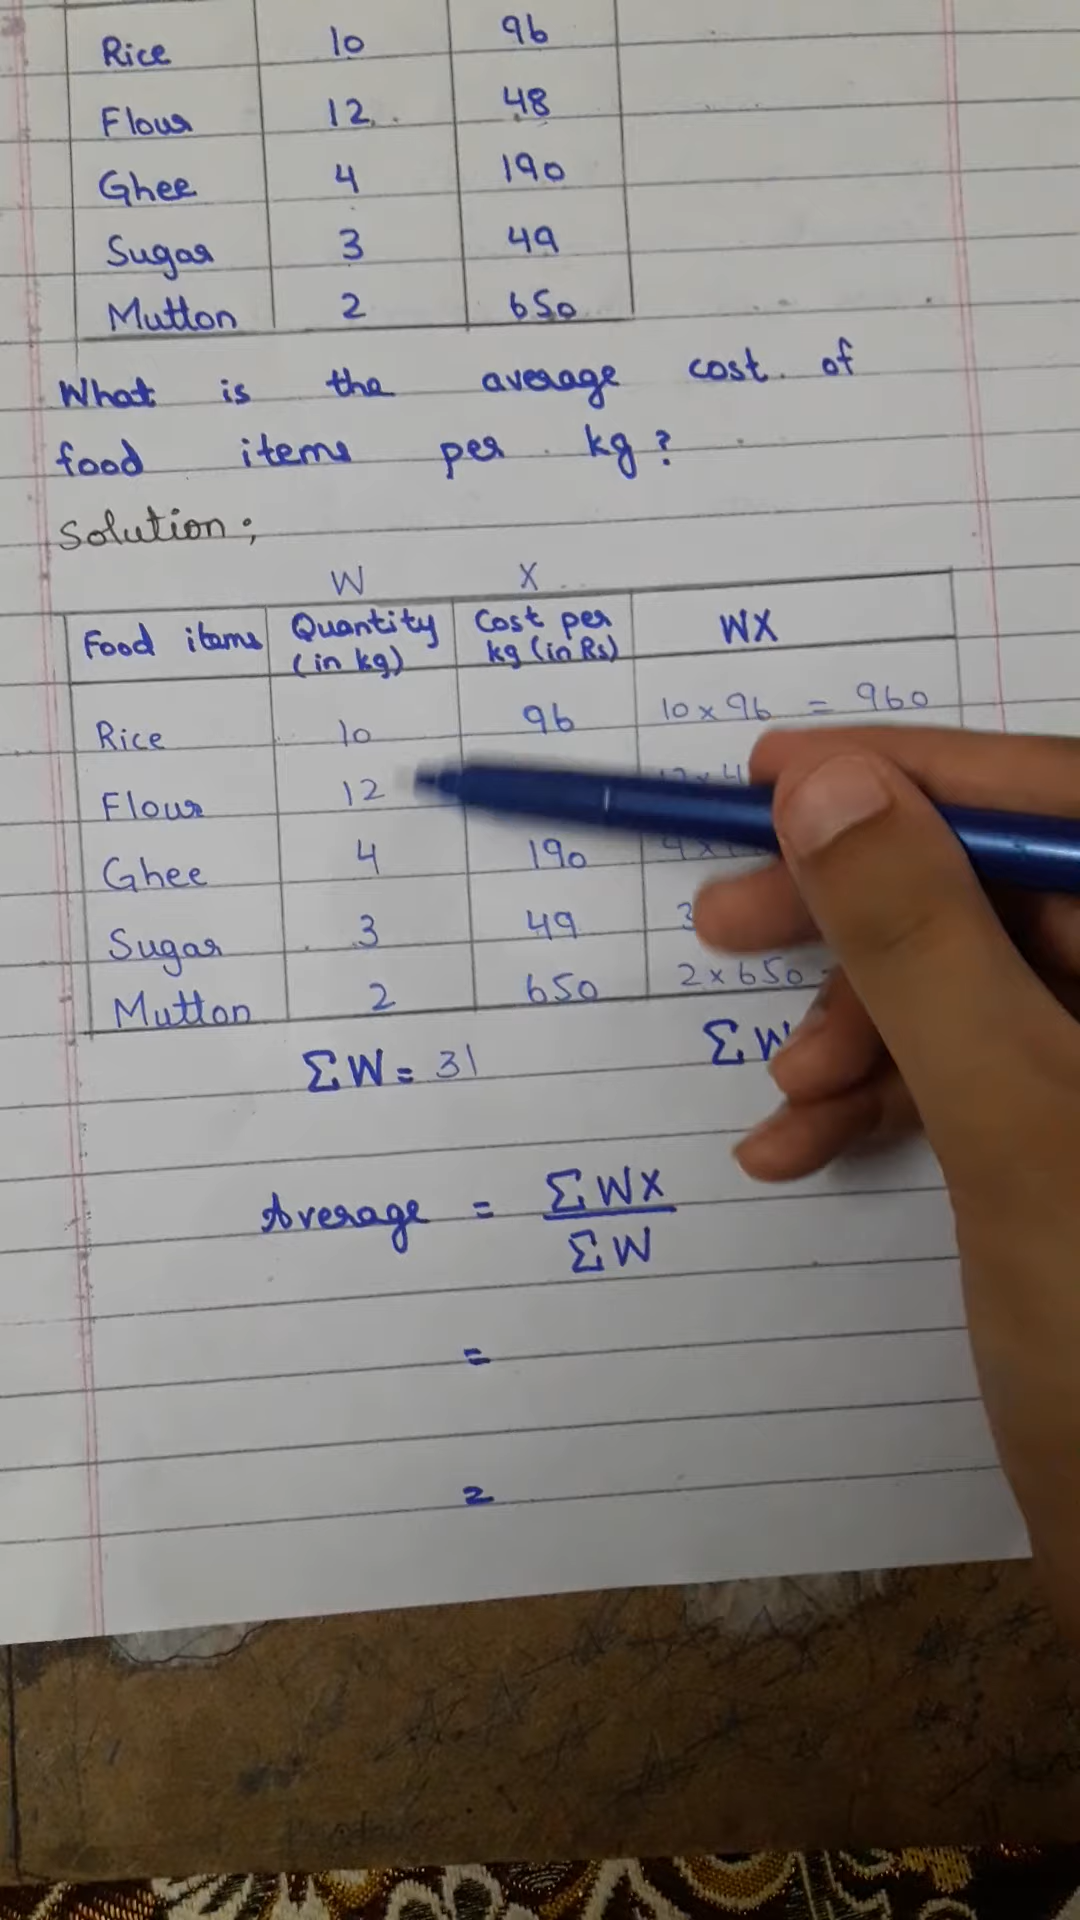 Rice 10 96
Flour 12 48
Ghee 4 190
Sugar 3 49
Mutton 2 650
What is the average cost of
food items per kg?
Solution;
W X
Food items Quantity (in kg) Cost per kg (in Rs) WX
Rice 10 96 10 × 96 = 960
Flour 12
Ghee 4 190
Sugar 3 49 3
Mutton 2 650 2 × 650
ΣW = 31
Average = ΣWX
ΣW
=
=